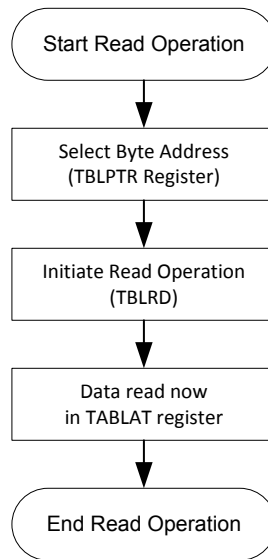 Start Read Operation
Select Byte Address
(TBLPTR Register)
Initiate Read Operation
(TBLRD)
Data read now
in TABLAT register
End Read Operation